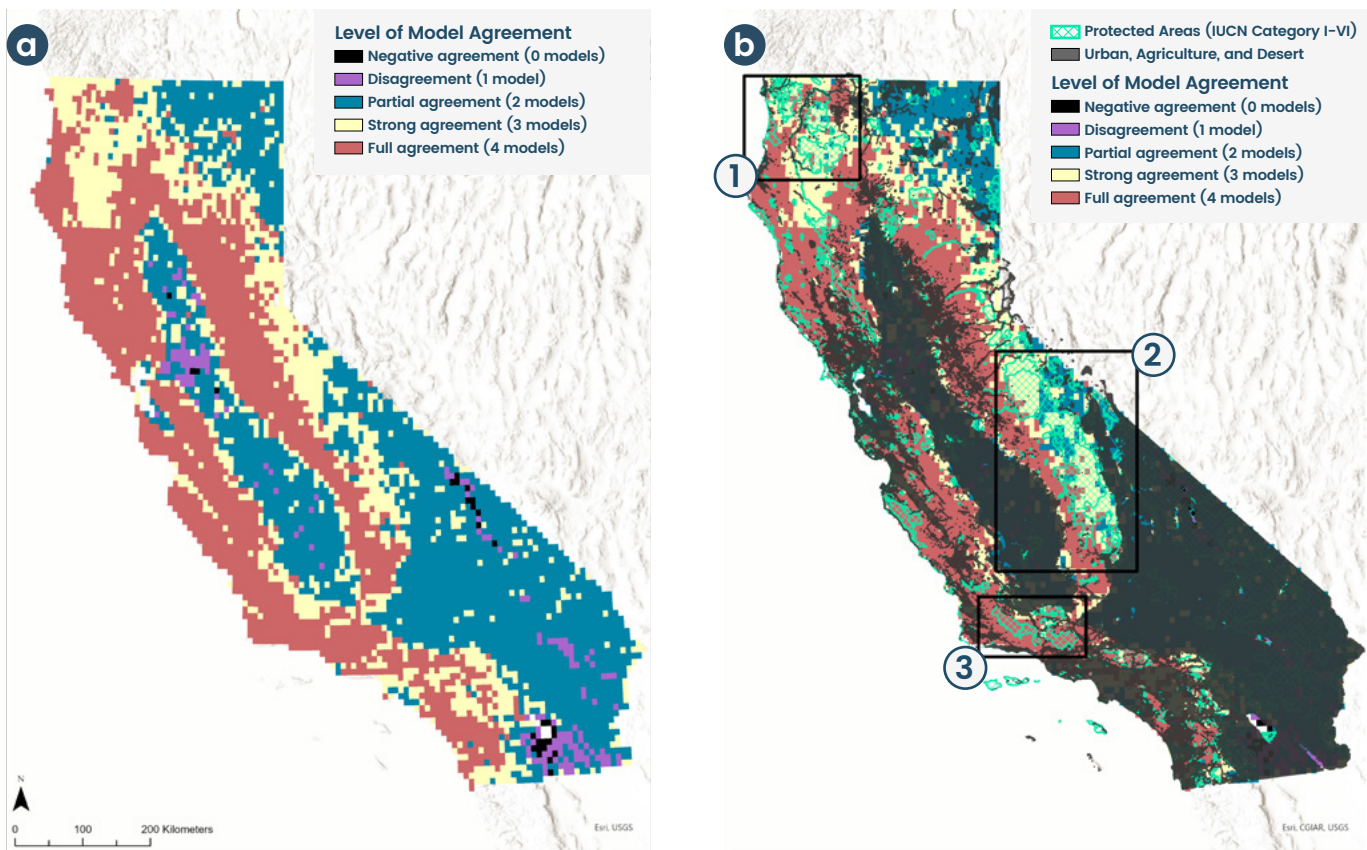 a
Level of Model Agreement
Negative agreement (0 models)
Disagreement (1 model)
Partial agreement (2 models)
Strong agreement (3 models)
Full agreement (4 models)
N
0 100 200 Kilometers
Esri, USGS
b
Protected Areas (IUCN Category I-VI)
Urban, Agriculture, and Desert
Level of Model Agreement
Negative agreement (0 models)
Disagreement (1 model)
Partial agreement (2 models)
Strong agreement (3 models)
Full agreement (4 models)
1
2
3
Esri, CGIAR, USGS